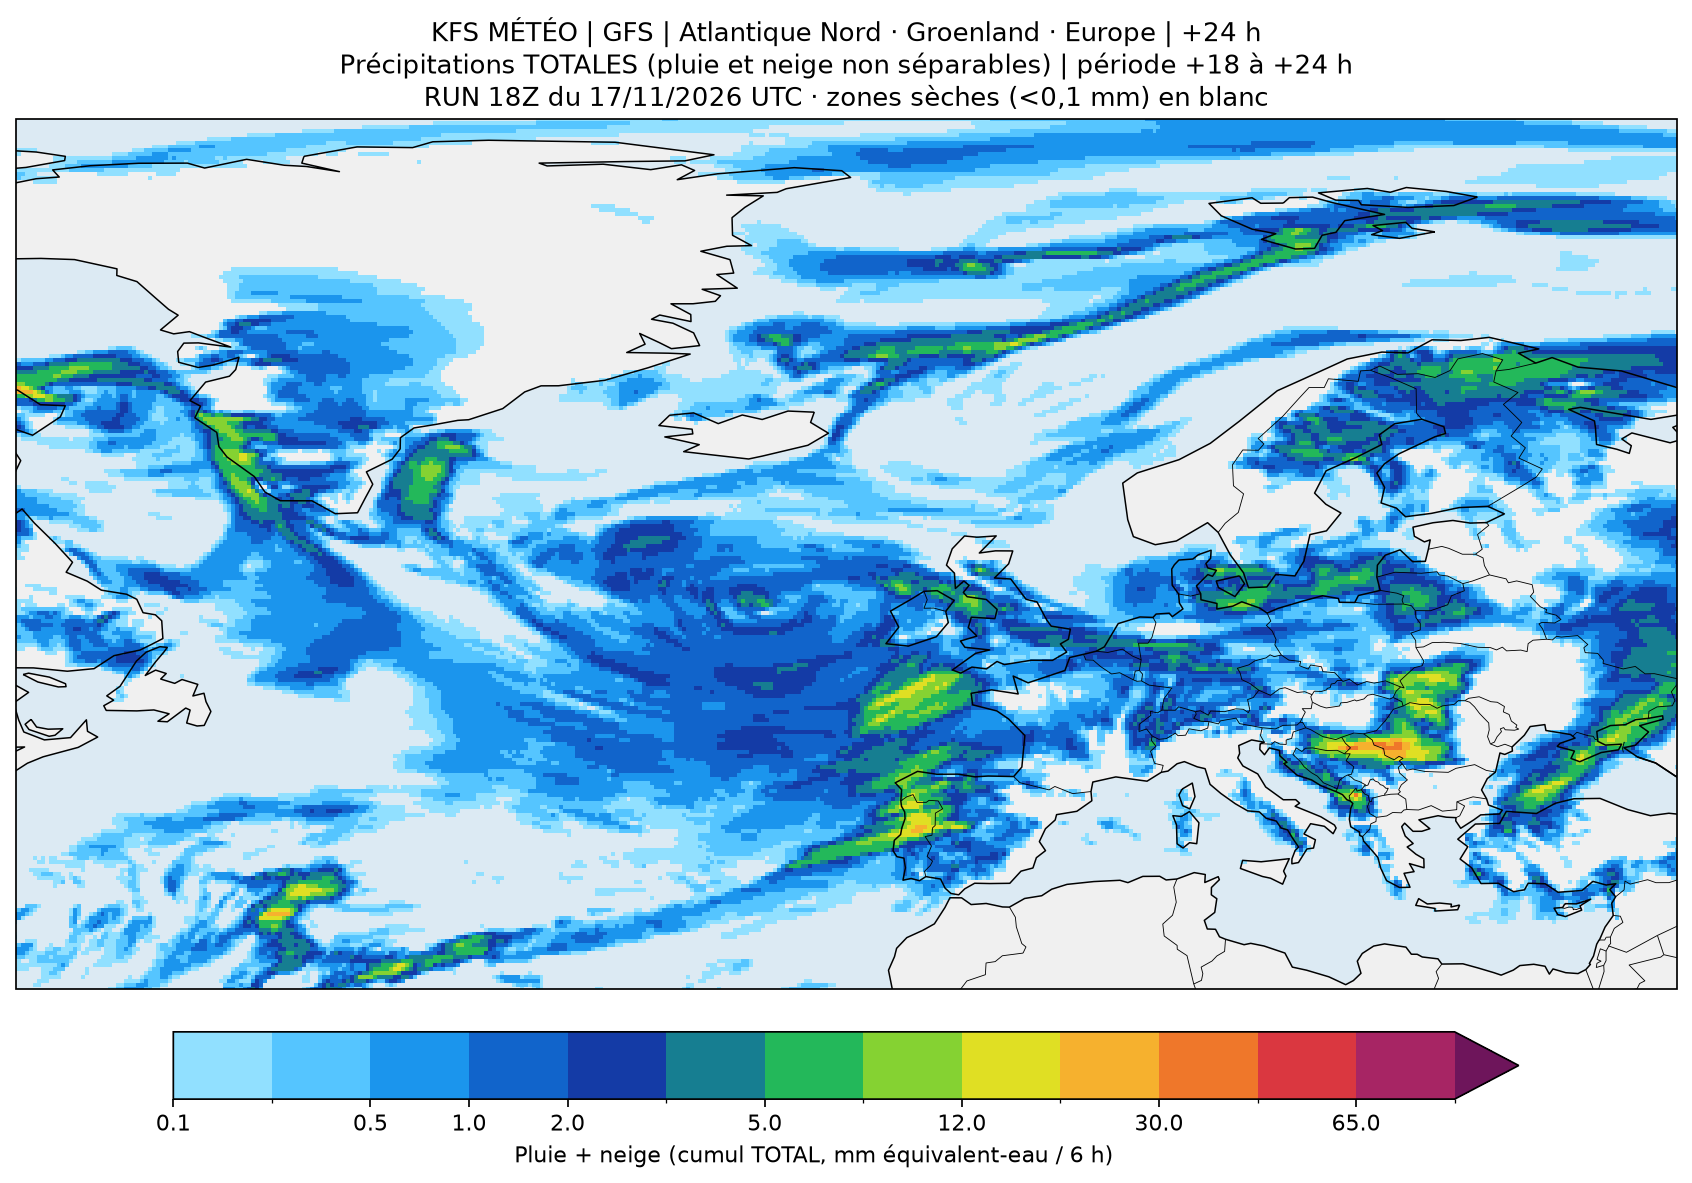 KFS MÉTÉO | GFS | Atlantique Nord · Groenland · Europe | +24 h
Précipitations TOTALES (pluie et neige non séparables) | période +18 à +24 h
RUN 18Z du 17/11/2026 UTC · zones sèches (<0,1 mm) en blanc
0.1 0.5 1.0 2.0 5.0 12.0 30.0 65.0
Pluie + neige (cumul TOTAL, mm équivalent-eau / 6 h)